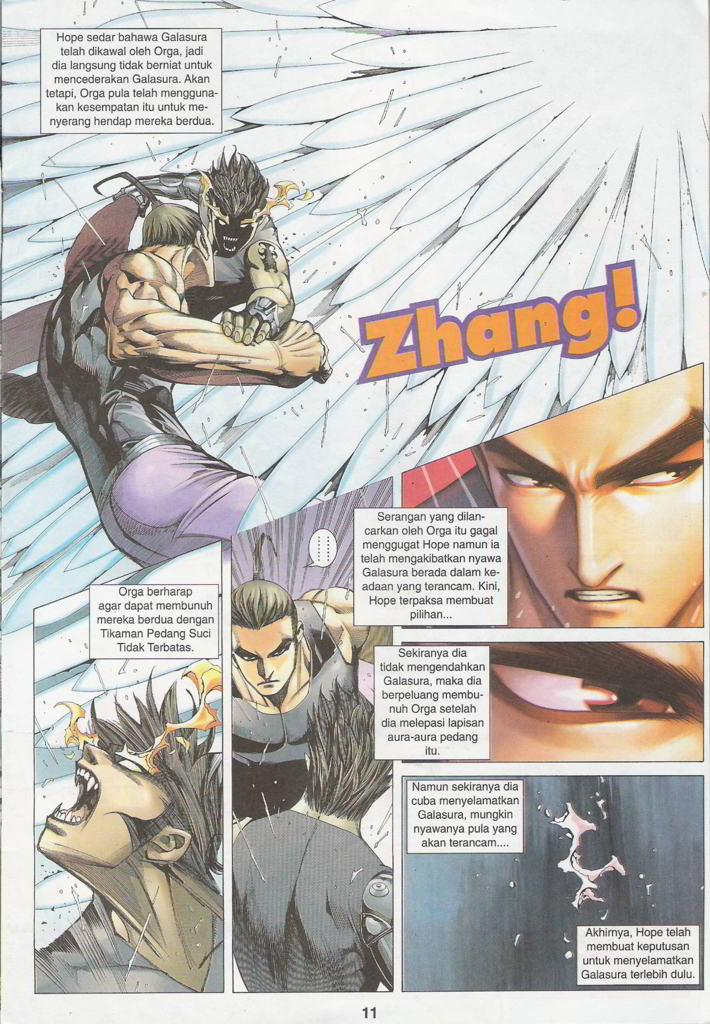 Hope sedar bahawa Galasura
telah dikawal oleh Orga, jadi
dia langsung tidak berniat untuk
mencederakan Galasura. Akan
tetapi, Orga pula telah mengguna-
kan kesempatan itu untuk me-
nyerang hendap mereka berdua.
Zhang!
Serangan yang dilan-
carkan oleh Orga itu gagal
menggugat Hope namun ia
telah mengakibatkan nyawa
Galasura berada dalam ke-
adaan yang terancam. Kini,
Hope terpaksa membuat
pilihan...
Orga berharap
agar dapat membunuh
mereka berdua dengan
Tikaman Pedang Suci
Tidak Terbatas.
Sekiranya dia
tidak mengendahkan
Galasura, maka dia
berpeluang membu-
nuh Orga setelah
dia melepasi lapisan
aura-aura pedang
itu.
Namun sekiranya dia
cuba menyelamatkan
Galasura, mungkin
nyawanya pula yang
akan terancam....
Akhirnya, Hope telah
membuat keputusan
untuk menyelamatkan
Galasura terlebih dulu.
11